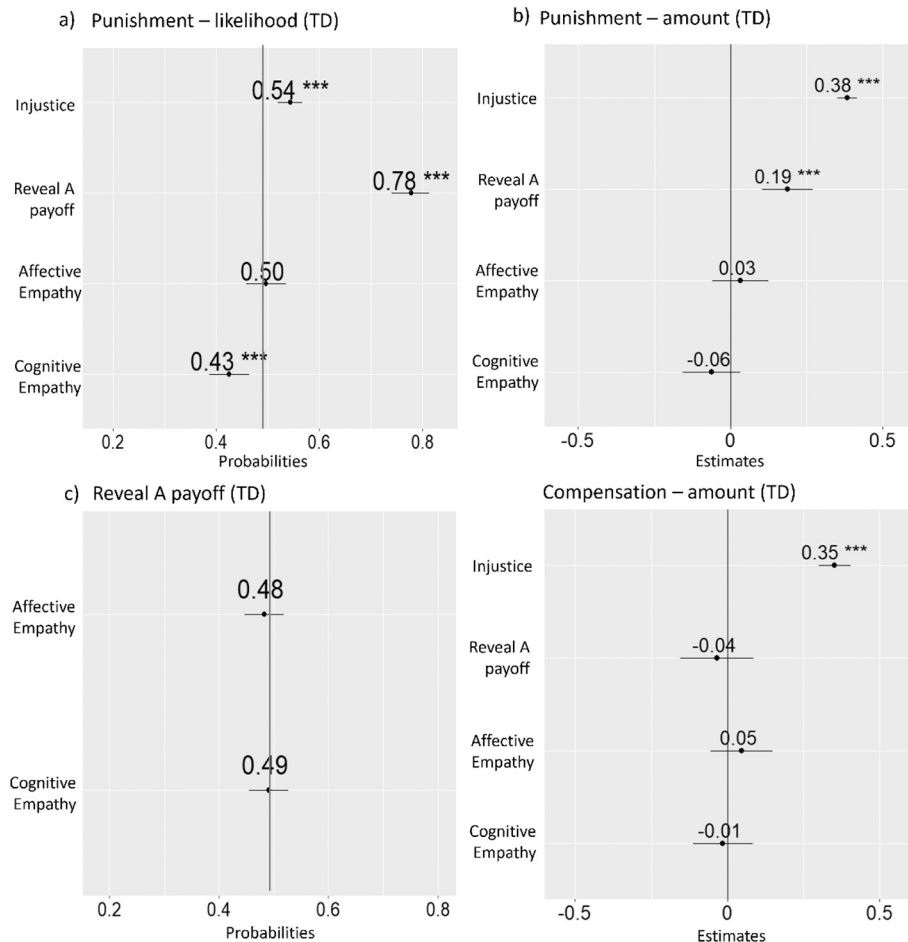 a) Punishment – likelihood (TD)
Injustice
0.54 ***
Reveal A
payoff
0.78 ***
Affective
Empathy
0.50
Cognitive
Empathy
0.43 ***
0.2 0.4 0.6 0.8
Probabilities
b) Punishment – amount (TD)
Injustice
0.38 ***
Reveal A
payoff
0.19 ***
Affective
Empathy
0.03
Cognitive
Empathy
-0.06
-0.5 0 0.5
Estimates
c) Reveal A payoff (TD)
Affective
Empathy
0.48
Cognitive
Empathy
0.49
0.2 0.4 0.6 0.8
Probabilities
Compensation – amount (TD)
Injustice
0.35 ***
Reveal A
payoff
-0.04
Affective
Empathy
0.05
Cognitive
Empathy
-0.01
-0.5 0 0.5
Estimates